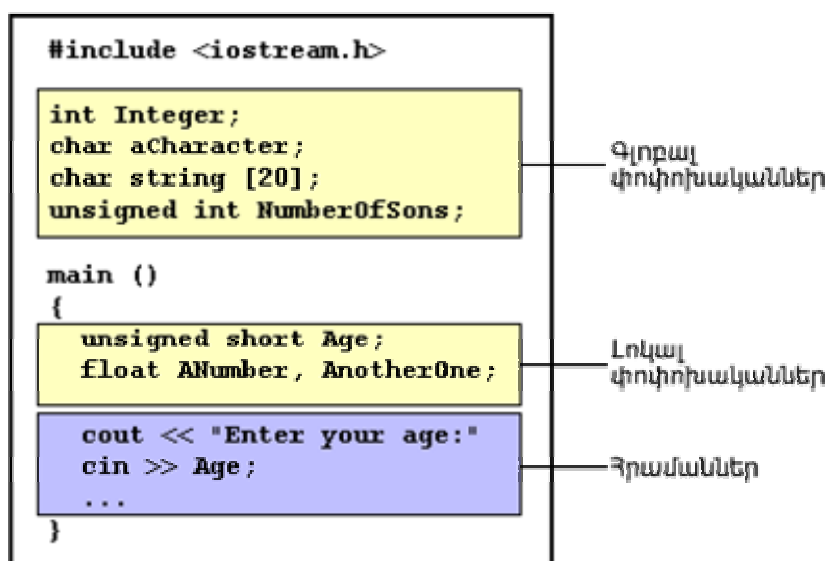 #include <iostream.h>
int Integer;
char aCharacter;
char string [20];
unsigned int NumberOfSons;
Գլոբալ
փոփոխականներ
main ()
{
unsigned short Age;
float ANumber, AnotherOne;
Լոկալ
փոփոխականներ
cout << "Enter your age:"
cin >> Age;
...
Հրամաններ
}